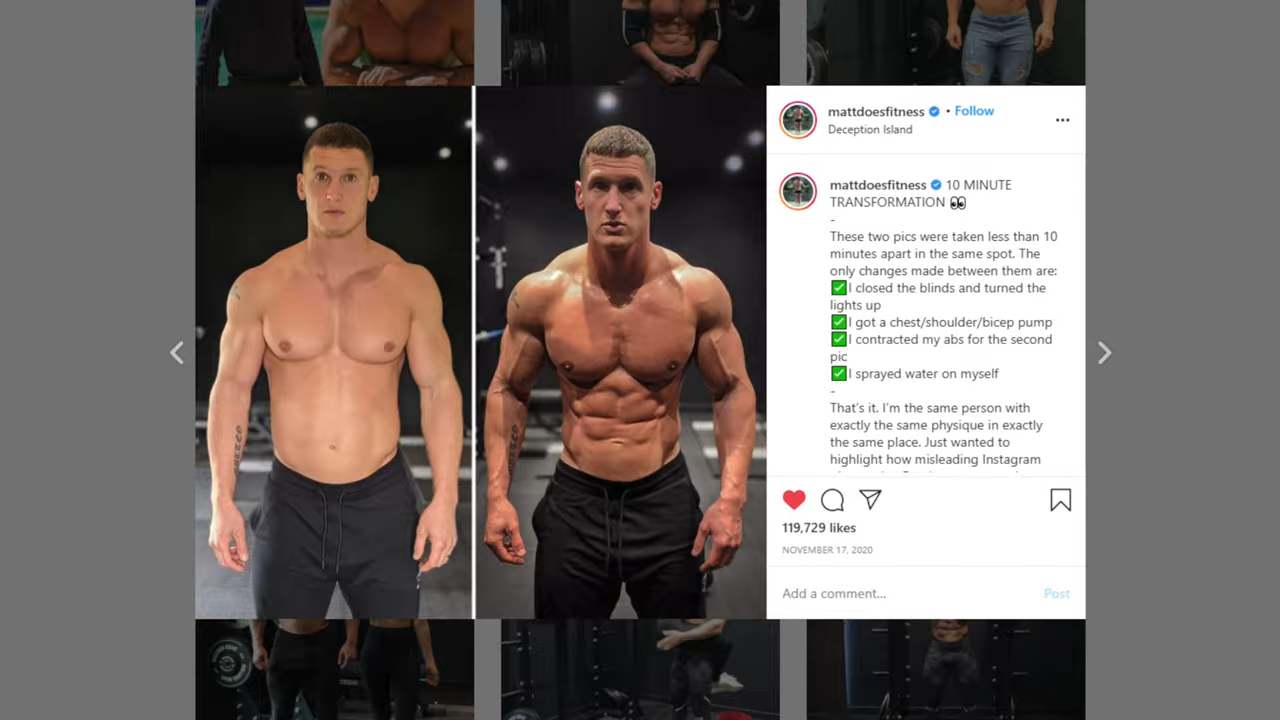 mattdoesfitness • Follow
Deception Island
mattdoesfitness 10 MINUTE
TRANSFORMATION 👀
-
These two pics were taken less than 10
minutes apart in the same spot. The
only changes made between them are:
✅I closed the blinds and turned the
lights up
✅I got a chest/shoulder/bicep pump
✅I contracted my abs for the second
pic
✅I sprayed water on myself
-
That's it. I'm the same person with
exactly the same physique in exactly
the same place. Just wanted to
highlight how misleading Instagram
119,729 likes
NOVEMBER 17, 2020
Add a comment... Post